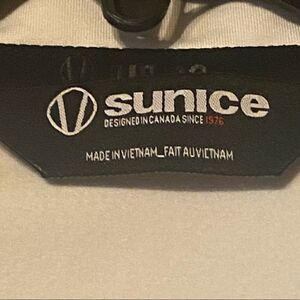 sunice
DESIGNED IN CANADA SINCE 1976
MADE IN VIETNAM_FAIT AU VIETNAM